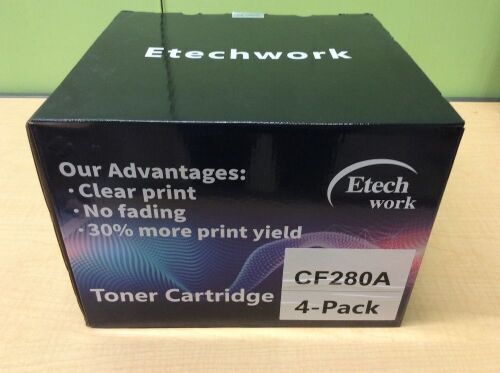 Etechwork
Our Advantages:
· Clear print
· No fading
· 30% more print yield
Etech
work
Toner Cartridge
CF280A
4-Pack